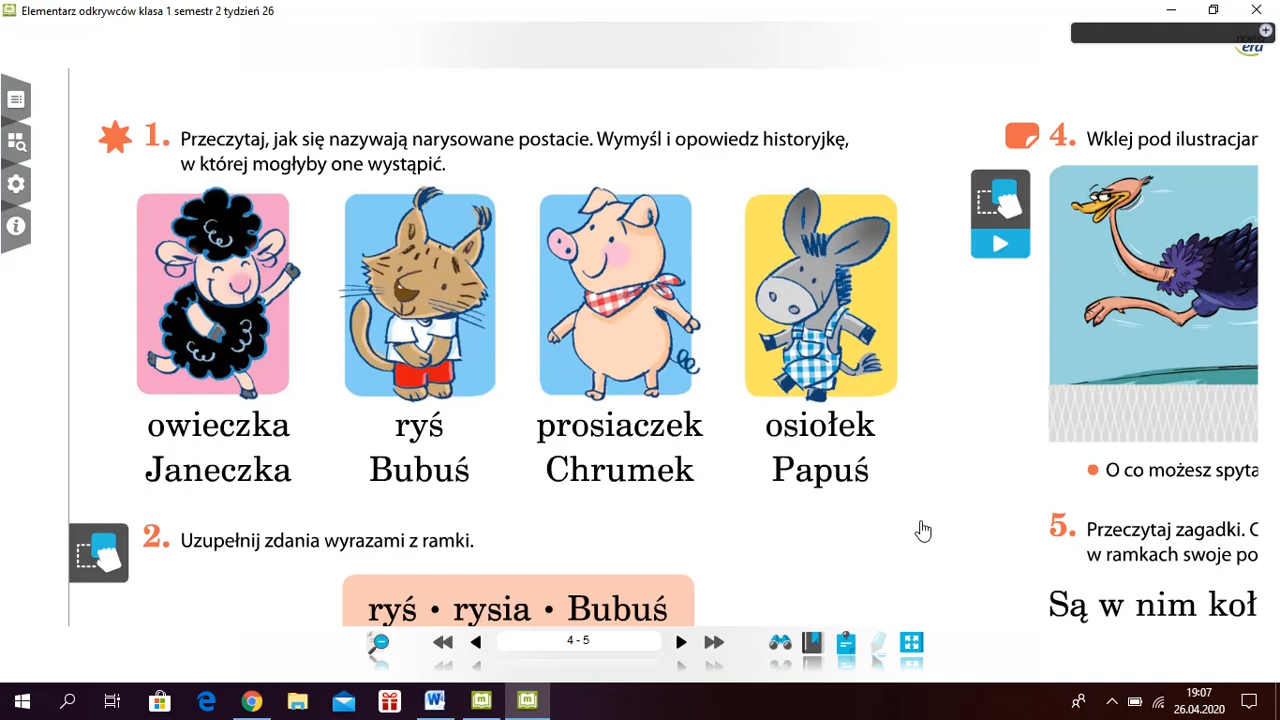 Elementarz odkrywców klasa 1 semestr 2 tydzień 26
era
1. Przeczytaj, jak się nazywają narysowane postacie. Wymyśl i opowiedz historyjkę,
w której mogłyby one wystąpić.
owieczka
Janeczka
ryś
Bubuś
prosiaczek
Chrumek
osiołek
Papuś
2. Uzupełnij zdania wyrazami z ramki.
ryś • rysia • Bubuś
4. Wklej pod ilustracjam
O co możesz spyta
5. Przeczytaj zagadki. O
w ramkach swoje po
Są w nim koł
4 - 5
19:07
26.04.2020